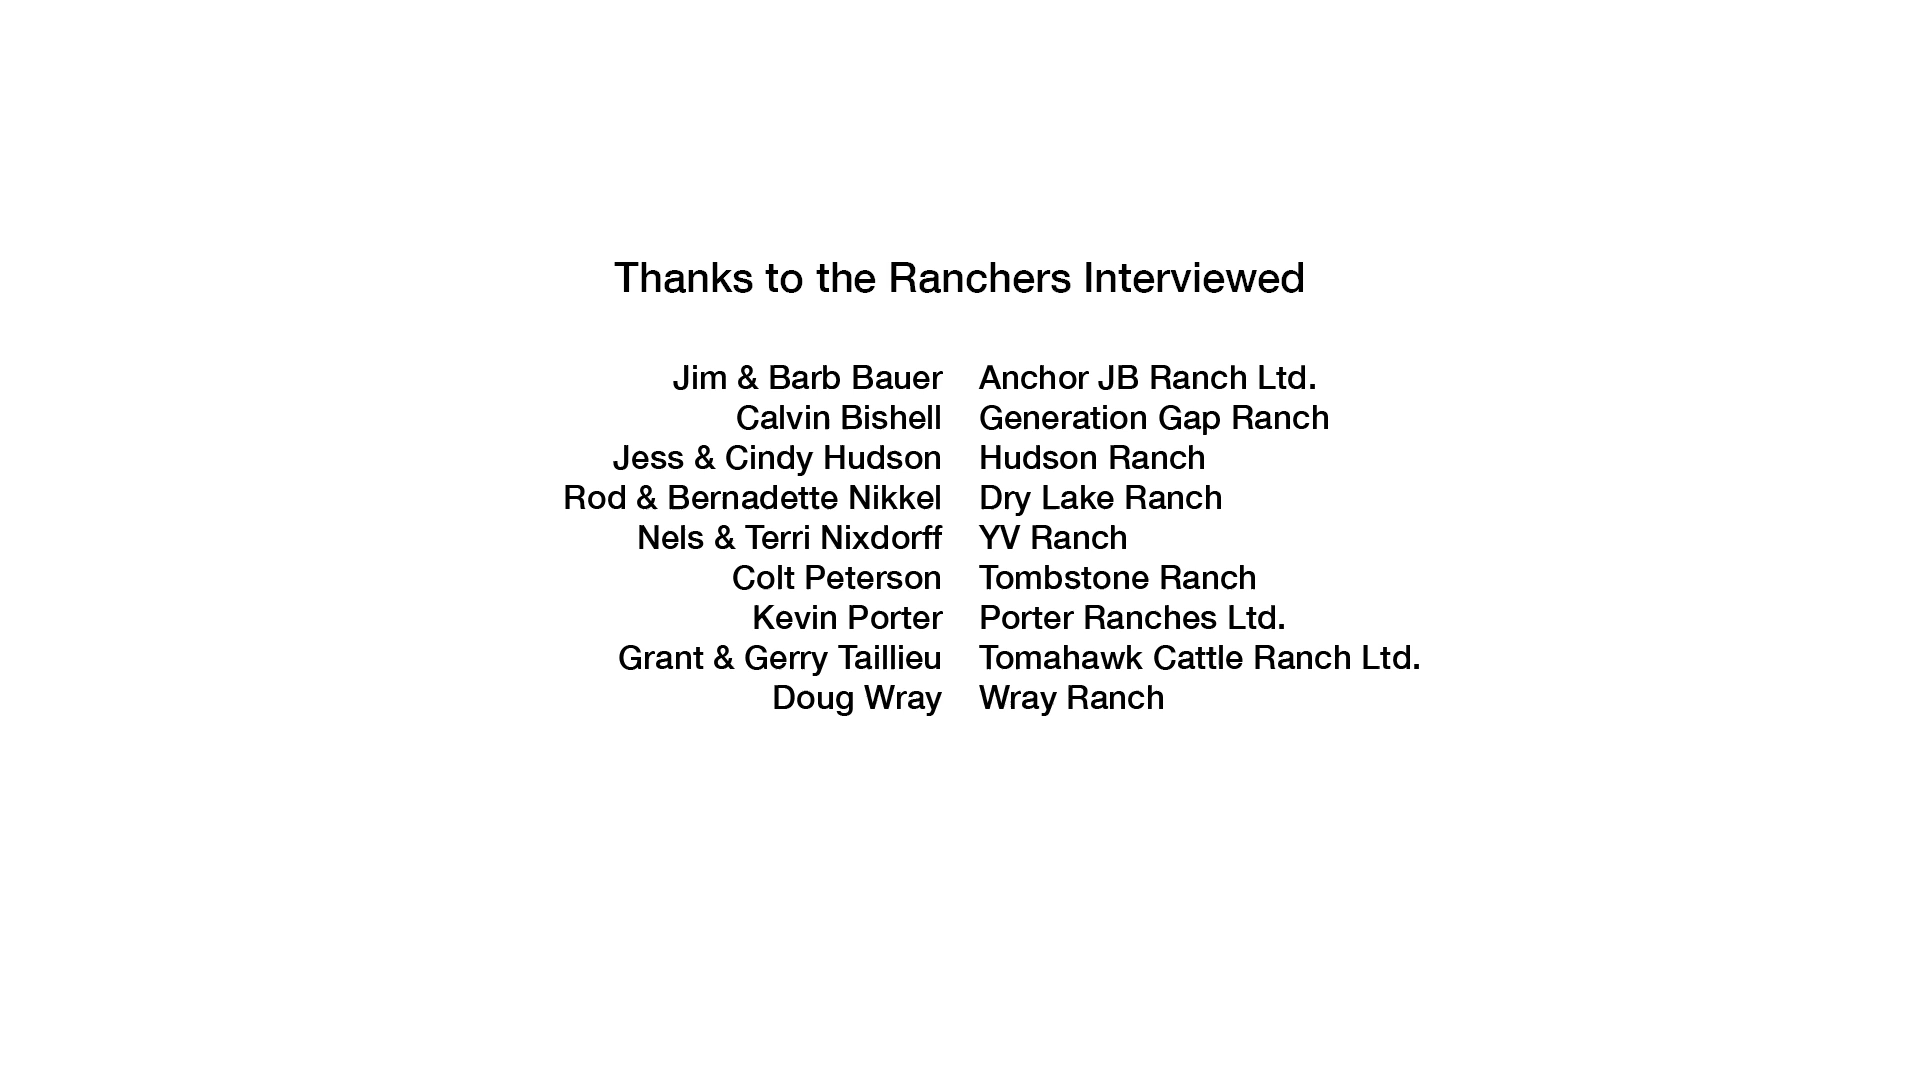 Thanks to the Ranchers Interviewed
Jim & Barb Bauer Anchor JB Ranch Ltd.
Calvin Bishell Generation Gap Ranch
Jess & Cindy Hudson Hudson Ranch
Rod & Bernadette Nikkel Dry Lake Ranch
Nels & Terri Nixdorff YV Ranch
Colt Peterson Tombstone Ranch
Kevin Porter Porter Ranches Ltd.
Grant & Gerry Taillieu Tomahawk Cattle Ranch Ltd.
Doug Wray Wray Ranch